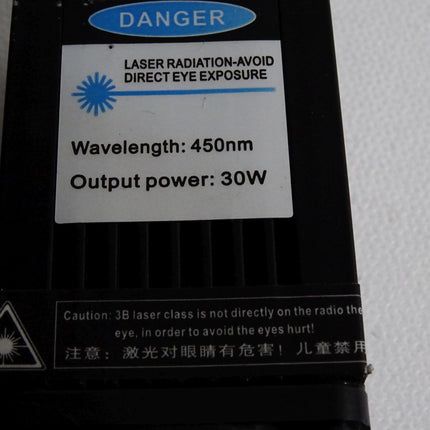 DANGER
LASER RADIATION-AVOID
DIRECT EYE EXPOSURE
Wavelength: 450nm
Output power: 30W
Caution: 3B laser class is not directly on the radio the
eye, in order to avoid the eyes hurt!
注意: 激光对眼睛有危害! 儿童禁用